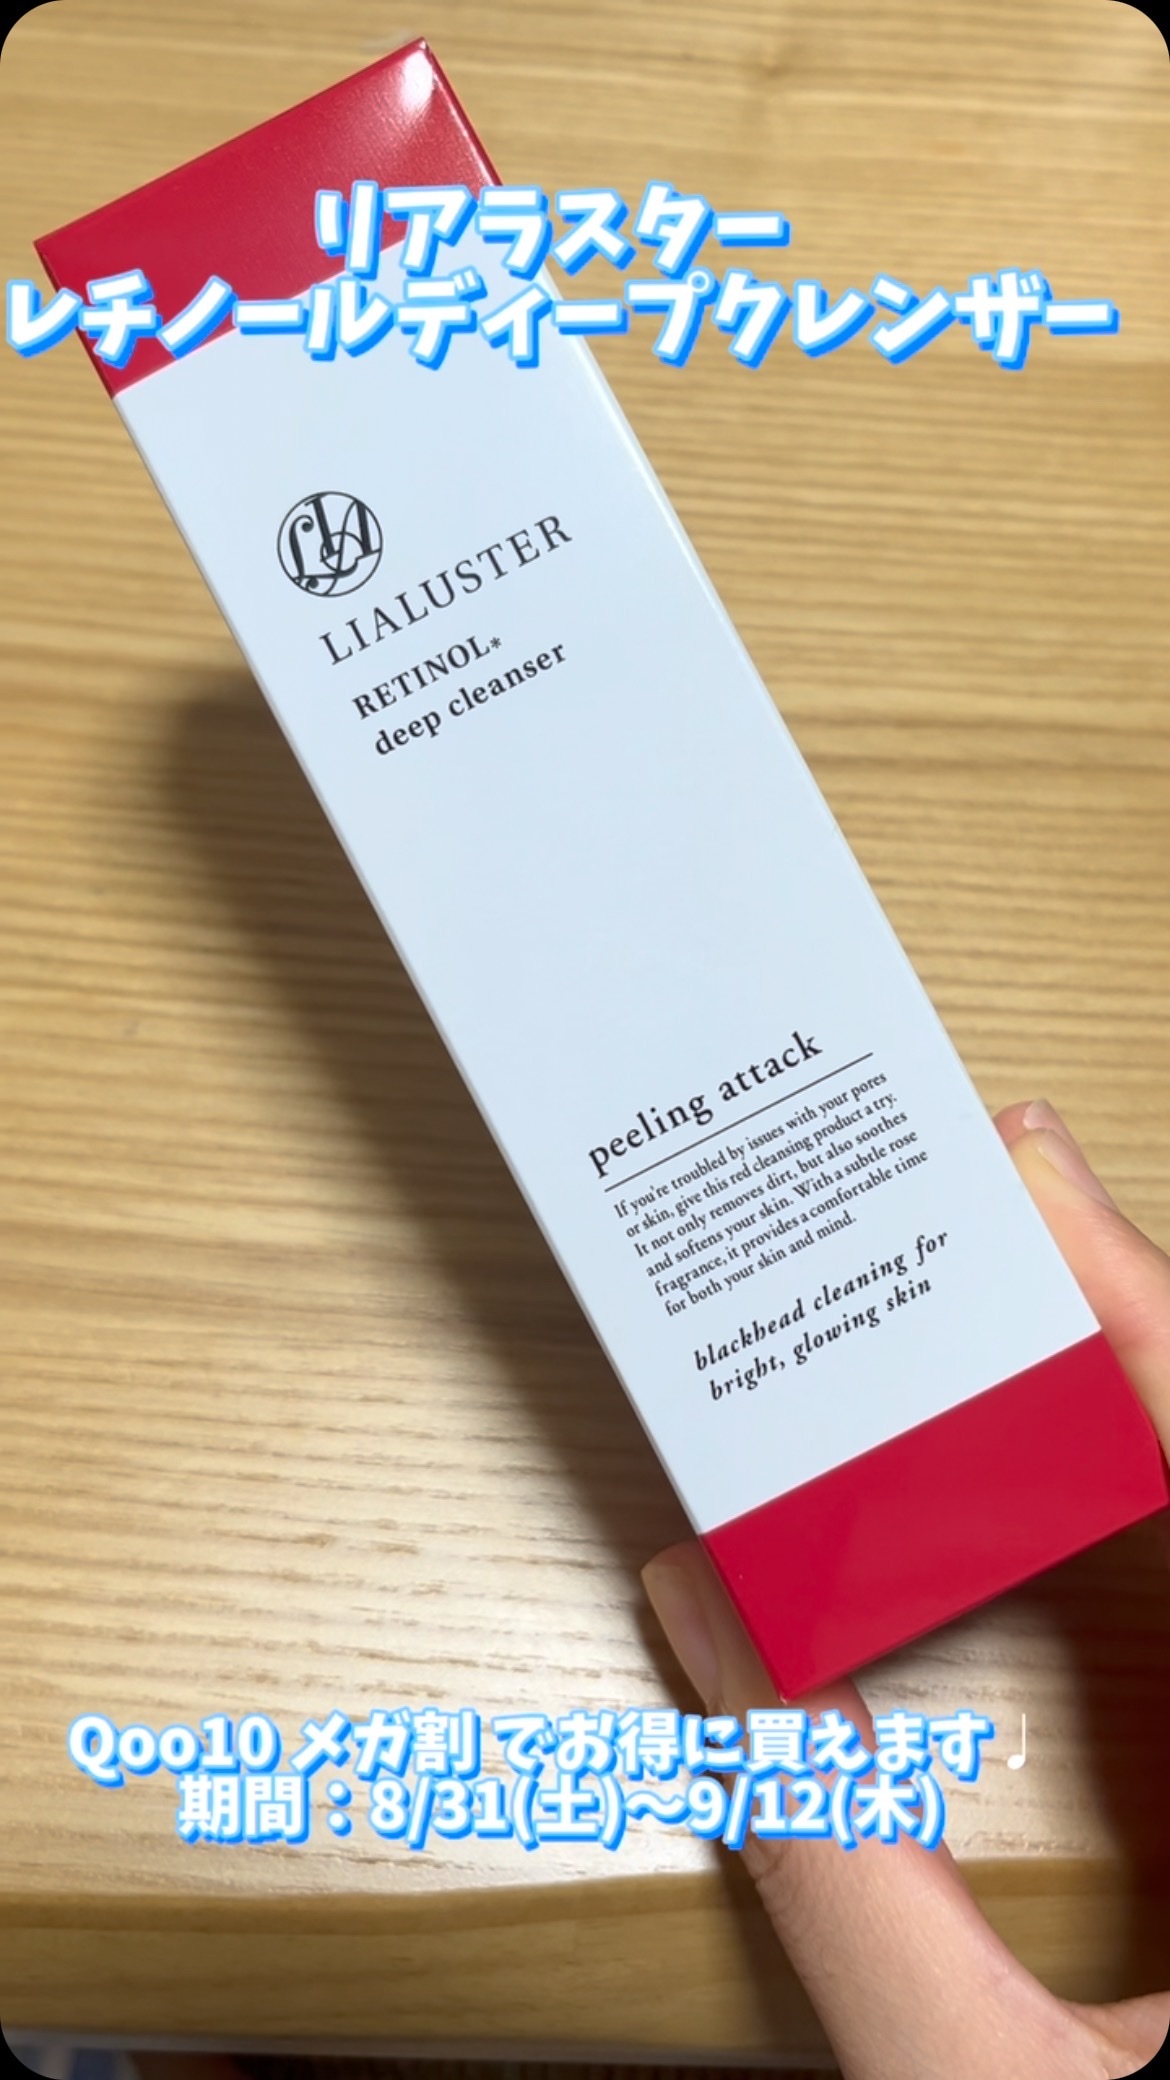 リアラスター
レチノールディープクレンザー
LIA
LIALUSTER
RETINOL*
deep cleanser
peeling attack
If you're troubled by issues with your pores
or skin, give this red cleansing product a try.
It not only removes dirt, but also soothes
and softens your skin. With a subtle rose
fragrance, it provides a comfortable time
for both your skin and mind.
blackhead cleaning for
bright, glowing skin
Qoo10 メガ割 でお得に買えます♩
期間：8/31(土)〜9/12(木)